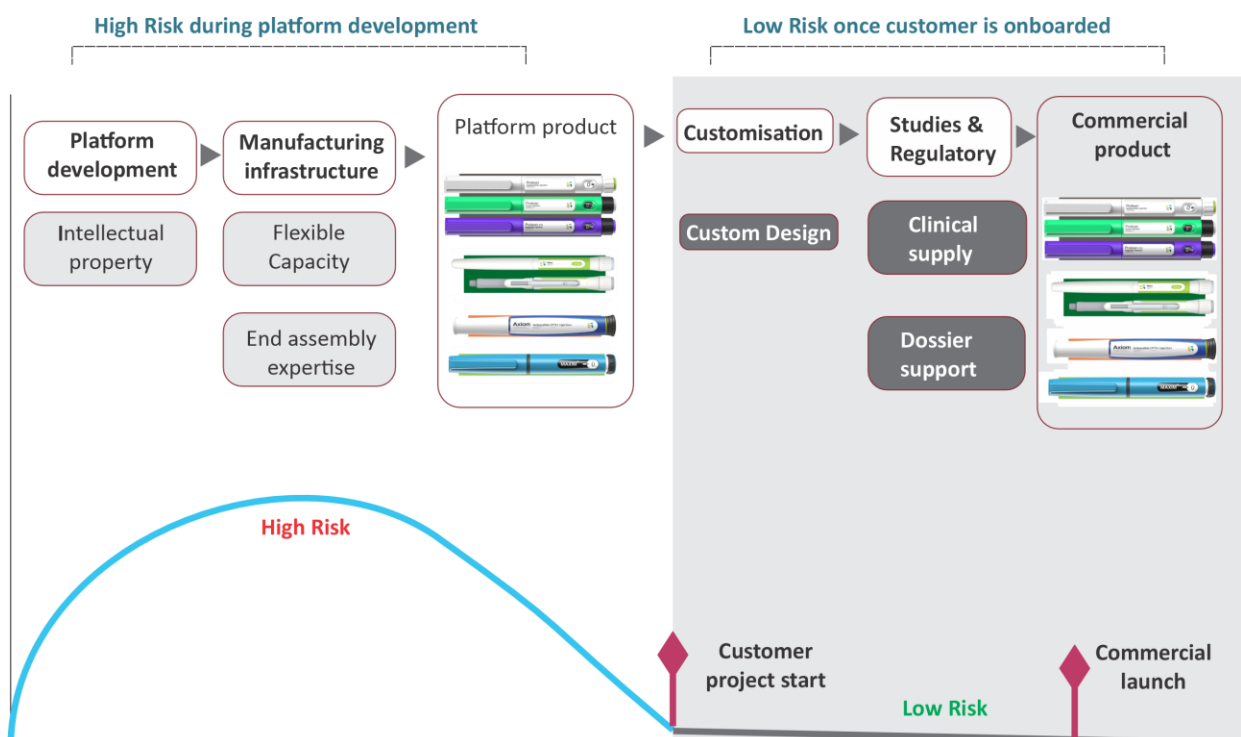 High Risk during platform development
Low Risk once customer is onboarded
Platform
development
Manufacturing
infrastructure
Platform product
Customisation
Studies &
Regulatory
Commercial
product
Intellectual
property
Flexible
Capacity
Custom Design
Clinical
supply
End assembly
expertise
Dossier
support
Axiom
Axiom
High Risk
Customer
project start
Commercial
launch
Low Risk